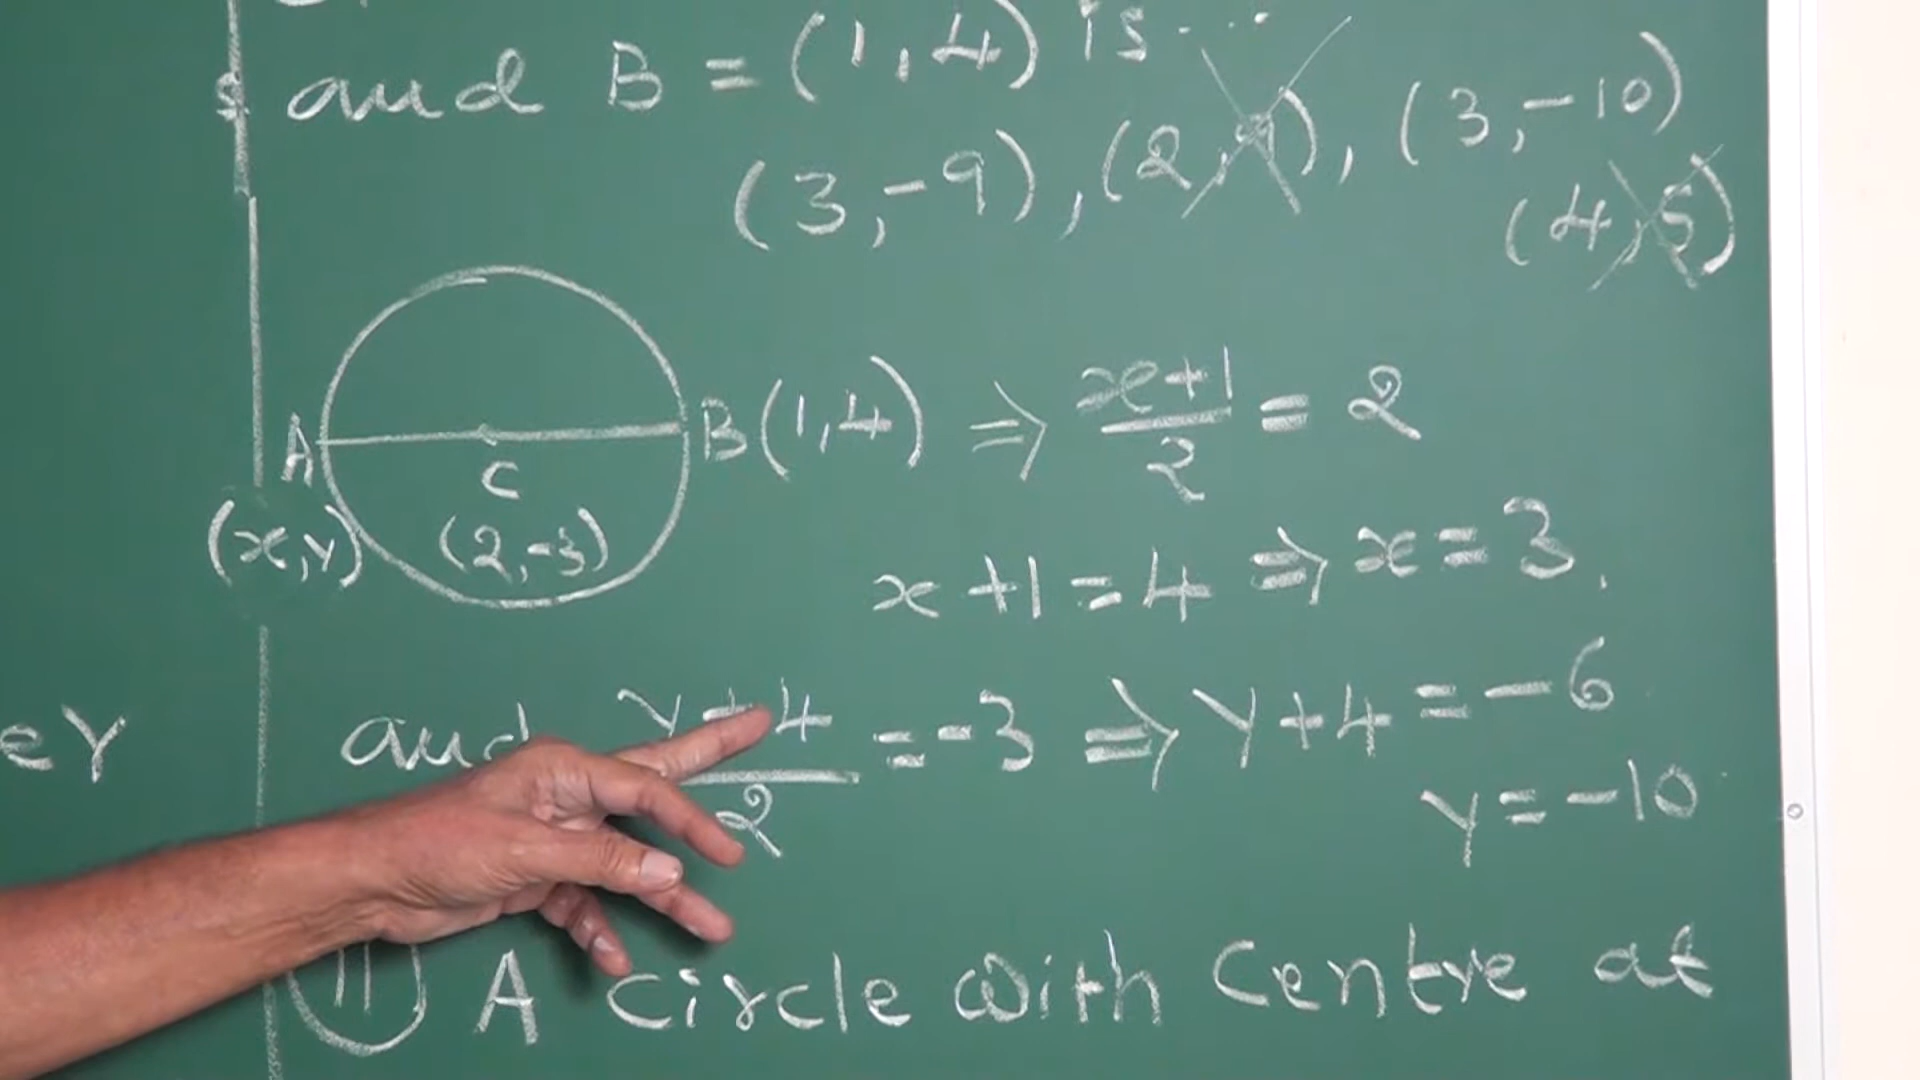 and B = (1, 4) is...
(3, -9), (2, 9), (3, -10)
(4, 5)
A B (1, 4) ⇒ x+1/2 = 2
C
(x, y) (2, -3)
x + 1 = 4 ⇒ x = 3.
and y+4/2 = -3 ⇒ y + 4 = - 6
y = -10
eY
11 A circle with Centre at